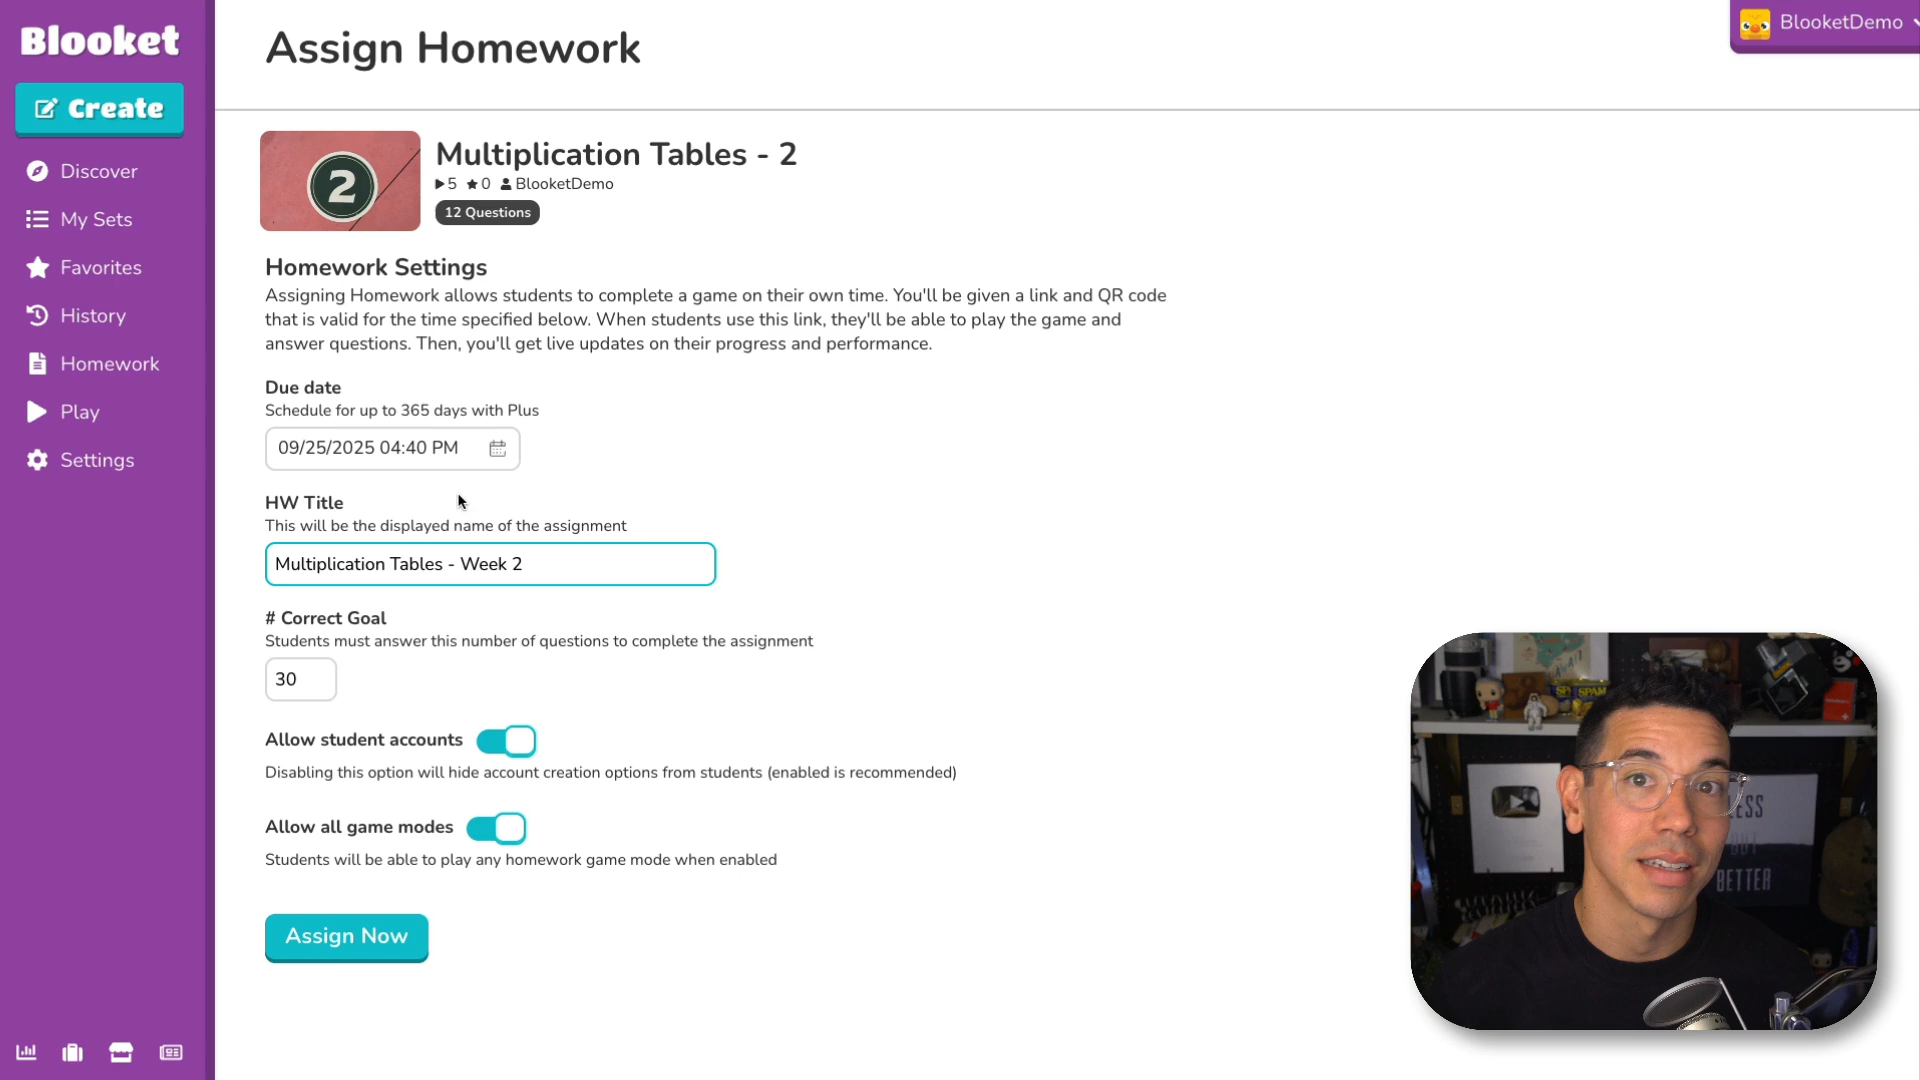 Blooket
Create
Discover
My Sets
Favorites
History
Homework
Play
Settings
Assign Homework
BlooketDemo
2
Multiplication Tables - 2
5 0 BlooketDemo
12 Questions
Homework Settings
Assigning Homework allows students to complete a game on their own time. You'll be given a link and QR code
that is valid for the time specified below. When students use this link, they'll be able to play the game and
answer questions. Then, you'll get live updates on their progress and performance.
Due date
Schedule for up to 365 days with Plus
09/25/2025 04:40 PM
HW Title
This will be the displayed name of the assignment
Multiplication Tables - Week 2
# Correct Goal
Students must answer this number of questions to complete the assignment
30
Allow student accounts
Disabling this option will hide account creation options from students (enabled is recommended)
Allow all game modes
Students will be able to play any homework game mode when enabled
Assign Now
SPAM
BUT
BETTER